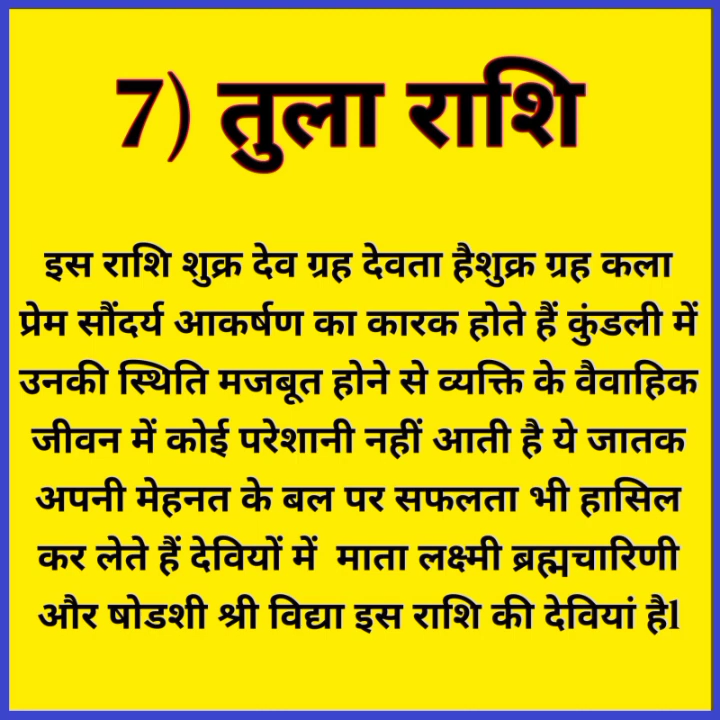 7) तुला राशि
इस राशि शुक्र देव ग्रह देवता हैशुक्र ग्रह कला
प्रेम सौंदर्य आकर्षण का कारक होते हैं कुंडली में
उनकी स्थिति मजबूत होने से व्यक्ति के वैवाहिक
जीवन में कोई परेशानी नहीं आती है ये जातक
अपनी मेहनत के बल पर सफलता भी हासिल
कर लेते हैं देवियों में माता लक्ष्मी ब्रह्मचारिणी
और षोडशी श्री विद्या इस राशि की देवियां है1